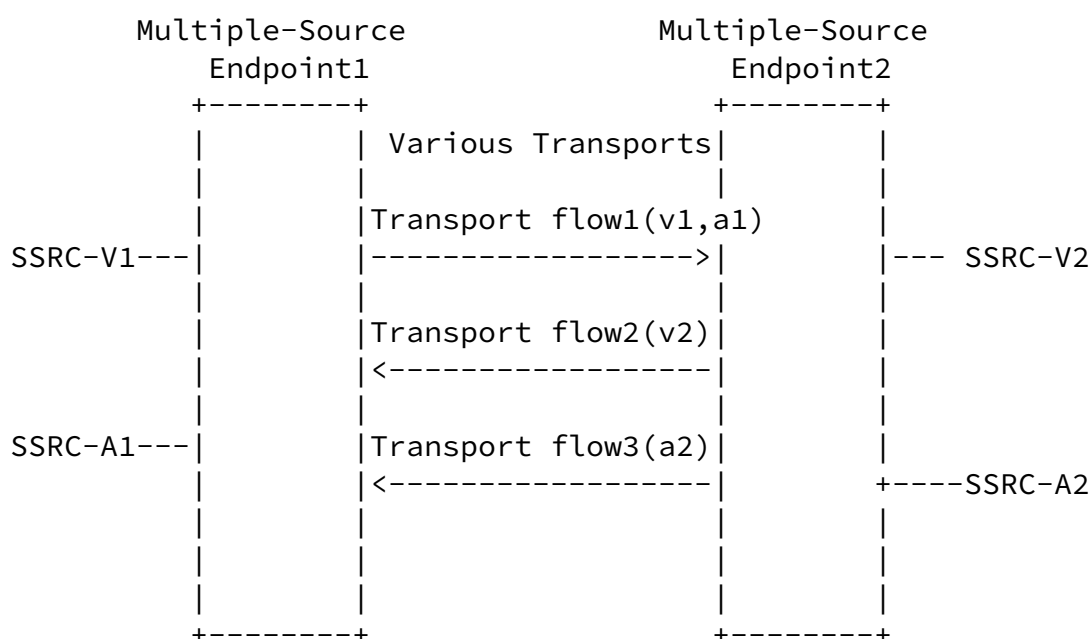 Multiple-Source Multiple-Source
Endpoint1 Endpoint2
+--------+ +--------+
| | Various Transports| |
| | | |
| |Transport flow1(v1,a1)
SSRC-V1---| |------------------>| |--- SSRC-V2
| | | |
| |Transport flow2(v2)| |
| |<------------------| |
| | | |
SSRC-A1---| |Transport flow3(a2)| |
| |<------------------| +----SSRC-A2
| | | |
| | | |
| | | |
+--------+ +--------+